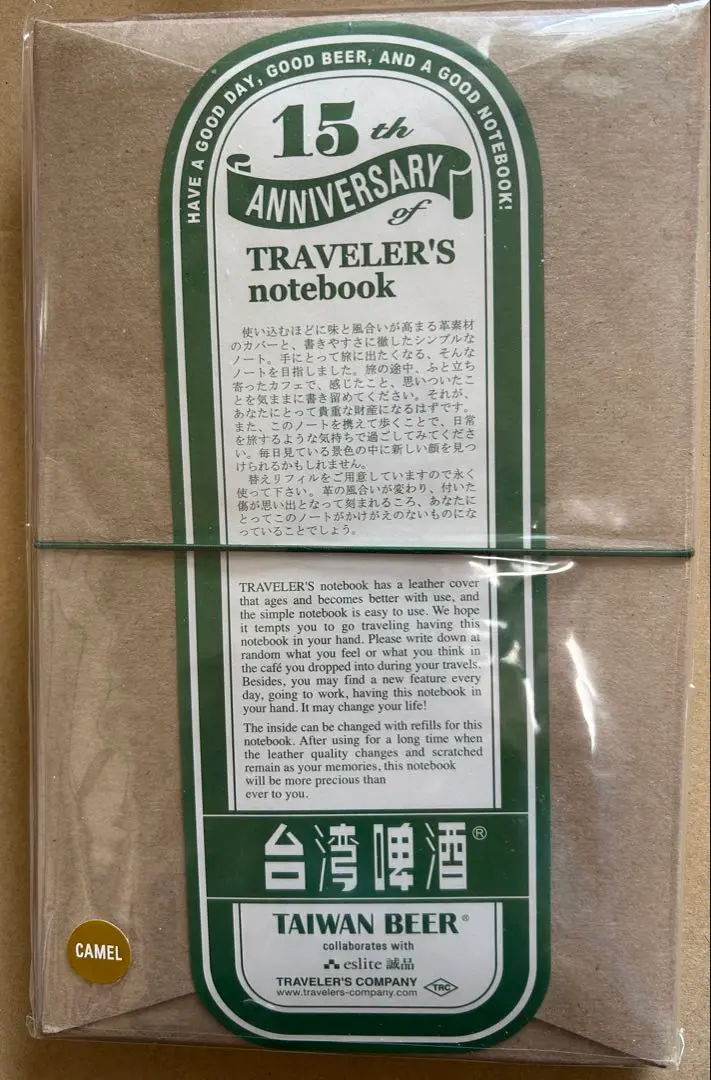 HAVE A GOOD DAY, GOOD BEER, AND A GOOD NOTEBOOK!
15th
ANNIVERSARY
of
TRAVELER'S
notebook
使い込むほどに味と風合いが高まる革素材
のカバーと、書きやすさに徹したシンプルな
ノート。手にとって旅に出たくなる、そんな
ノートを目指しました。旅の途中、ふと立ち
寄ったカフェで、感じたこと、思いついたこ
とを気ままに書き留めてください。それが、
あなたにとって貴重な財産になるはずです。
また、このノートを携えて歩くことで、日常
を旅するような気持ちで過ごしてみてくださ
い。毎日見ている景色の中に新しい顔を見つ
けられるかもしれません。
替えリフィルをご用意していますので永く
使って下さい。革の風合いが変わり、付いた
傷が思い出となって刻まれるころ、あなたに
とってこのノートがかけがえのないものにな
っていることでしょう。
TRAVELER'S notebook has a leather cover
that ages and becomes better with use, and
the simple notebook is easy to use. We hope
it tempts you to go traveling having this
notebook in your hand. Please write down at
random what you feel or what you think in
the café you dropped into during your travels.
Besides, you may find a new feature every
day, going to work, having this notebook in
your hand. It may change your life!
The inside can be changed with refills for this
notebook. After using for a long time when
the leather quality changes and scratched
remain as your memories, this notebook
will be more precious than
ever to you.
台湾啤酒®
TAIWAN BEER®
collaborates with
eslite 誠品
TRAVELER'S COMPANY
www.travelers-company.com
TRC
CAMEL